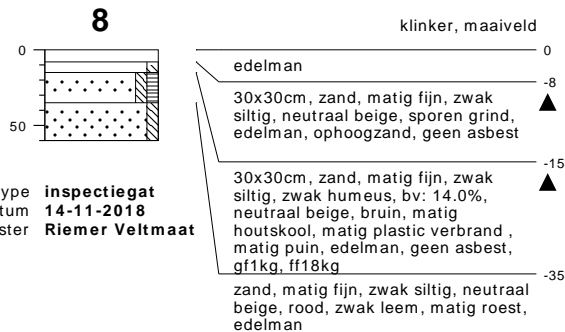 8
klinker, maaiveld
0
0
edelman
-8
30x30cm, zand, matig fijn, zwak
siltig, neutraal beige, sporen grind,
edelman, ophoogzand, geen asbest
50
-15
30x30cm, zand, matig fijn, zwak
siltig, zwak humeus, bv: 14.0%,
neutraal beige, bruin, matig
houtskool, matig plastic verbrand ,
matig puin, edelman, geen asbest,
gf1kg, ff18kg
ype inspectiegat
tum 14-11-2018
ster Riemer Veltmaat
-35
zand, matig fijn, zwak siltig, neutraal
beige, rood, zwak leem, matig roest,
edelman